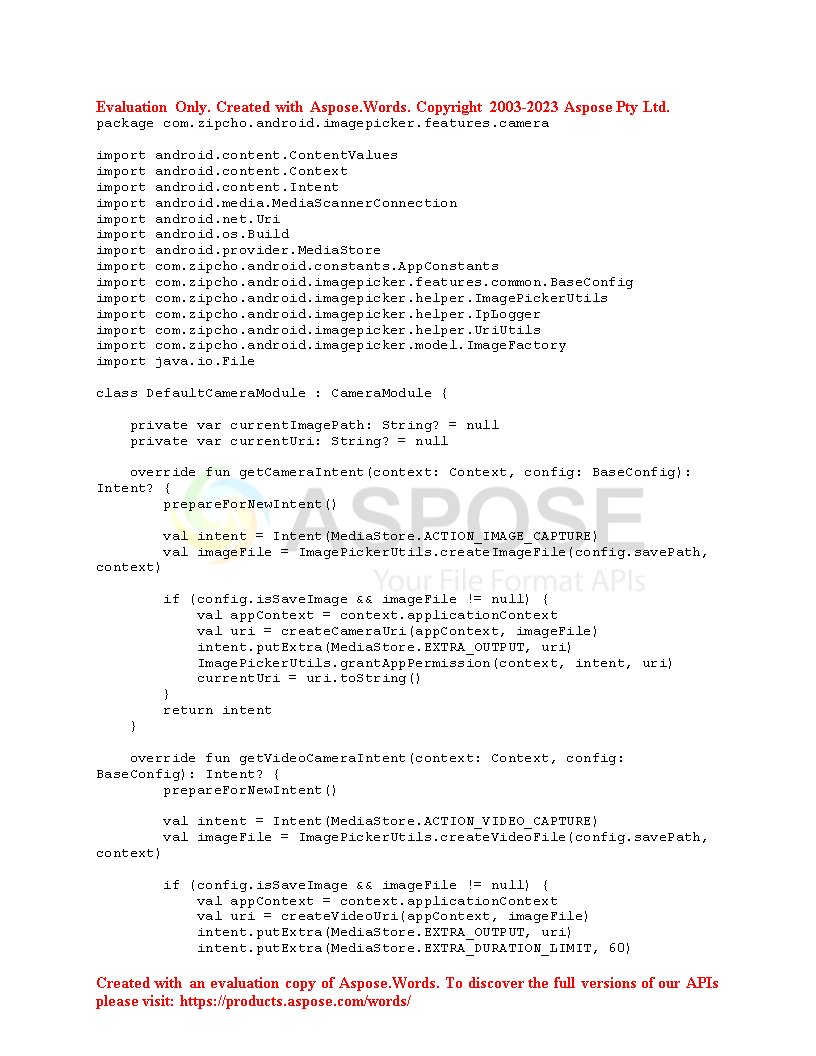 Evaluation Only. Created with Aspose.Words. Copyright 2003-2023 Aspose Pty Ltd.
package com.zipcho.android.imagepicker.features.camera
import android.content.ContentValues
import android.content.Context
import android.content.Intent
import android.media.MediaScannerConnection
import android.net.Uri
import android.os.Build
import android.provider.MediaStore
import com.zipcho.android.constants.AppConstants
import com.zipcho.android.imagepicker.features.common.BaseConfig
import com.zipcho.android.imagepicker.helper.ImagePickerUtils
import com.zipcho.android.imagepicker.helper.IpLogger
import com.zipcho.android.imagepicker.helper.UriUtils
import com.zipcho.android.imagepicker.model.ImageFactory
import java.io.File
class DefaultCameraModule : CameraModule {
    private var currentImagePath: String? = null
    private var currentUri: String? = null
    override fun getCameraIntent(context: Context, config: BaseConfig):
Intent? {
        prepareForNewIntent()
ASPOSE
        val intent = Intent(MediaStore.ACTION_IMAGE_CAPTURE)
        val imageFile = ImagePickerUtils.createImageFile(config.savePath,
context)
Your File Format APIs
        if (config.isSaveImage && imageFile != null) {
            val appContext = context.applicationContext
            val uri = createCameraUri(appContext, imageFile)
            intent.putExtra(MediaStore.EXTRA_OUTPUT, uri)
            ImagePickerUtils.grantAppPermission(context, intent, uri)
            currentUri = uri.toString()
        }
        return intent
    }
    override fun getVideoCameraIntent(context: Context, config:
BaseConfig): Intent? {
        prepareForNewIntent()
        val intent = Intent(MediaStore.ACTION_VIDEO_CAPTURE)
        val imageFile = ImagePickerUtils.createVideoFile(config.savePath,
context)
        if (config.isSaveImage && imageFile != null) {
            val appContext = context.applicationContext
            val uri = createVideoUri(appContext, imageFile)
            intent.putExtra(MediaStore.EXTRA_OUTPUT, uri)
            intent.putExtra(MediaStore.EXTRA_DURATION_LIMIT, 60)
Created with an evaluation copy of Aspose.Words. To discover the full versions of our APIs
please visit: https://products.aspose.com/words/